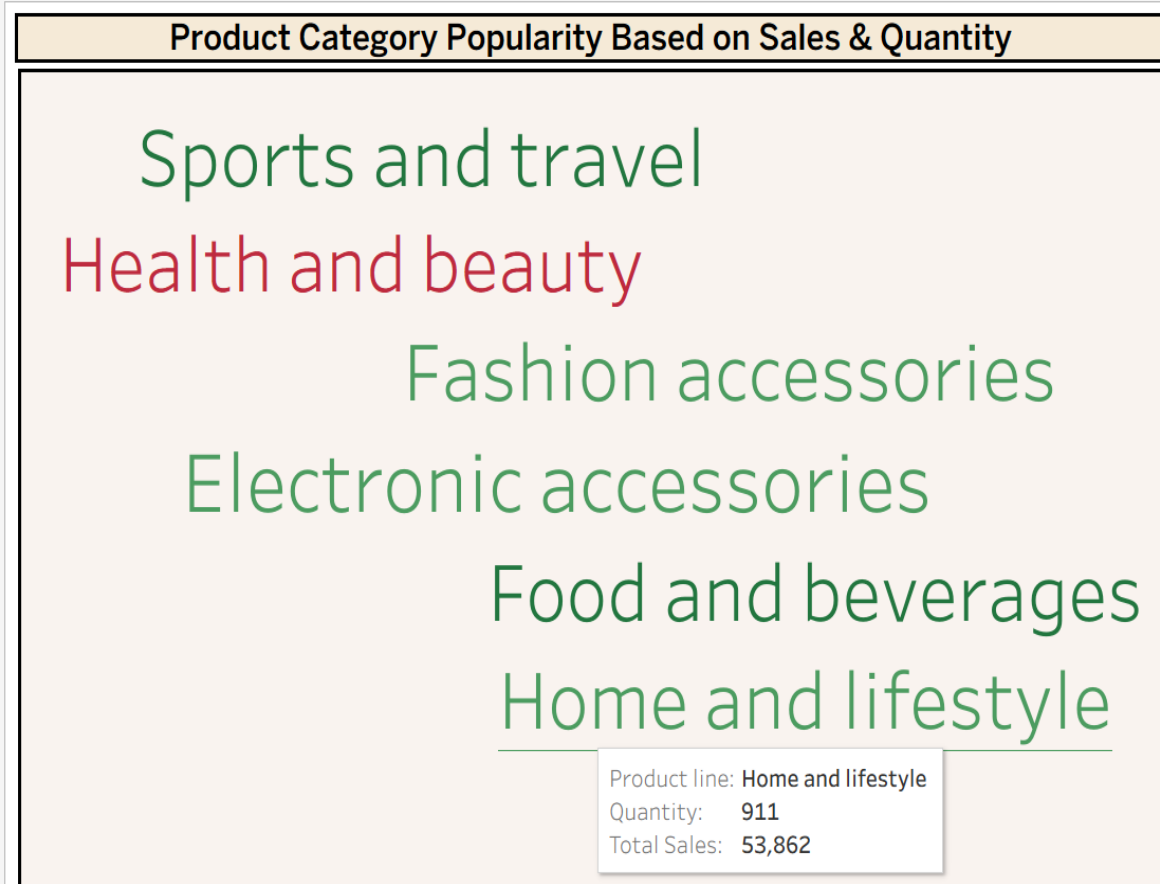 Product Category Popularity Based on Sales & Quantity
Sports and travel
Health and beauty
Fashion accessories
Electronic accessories
Food and beverages
Home and lifestyle
Product line: Home and lifestyle
Quantity: 911
Total Sales: 53,862